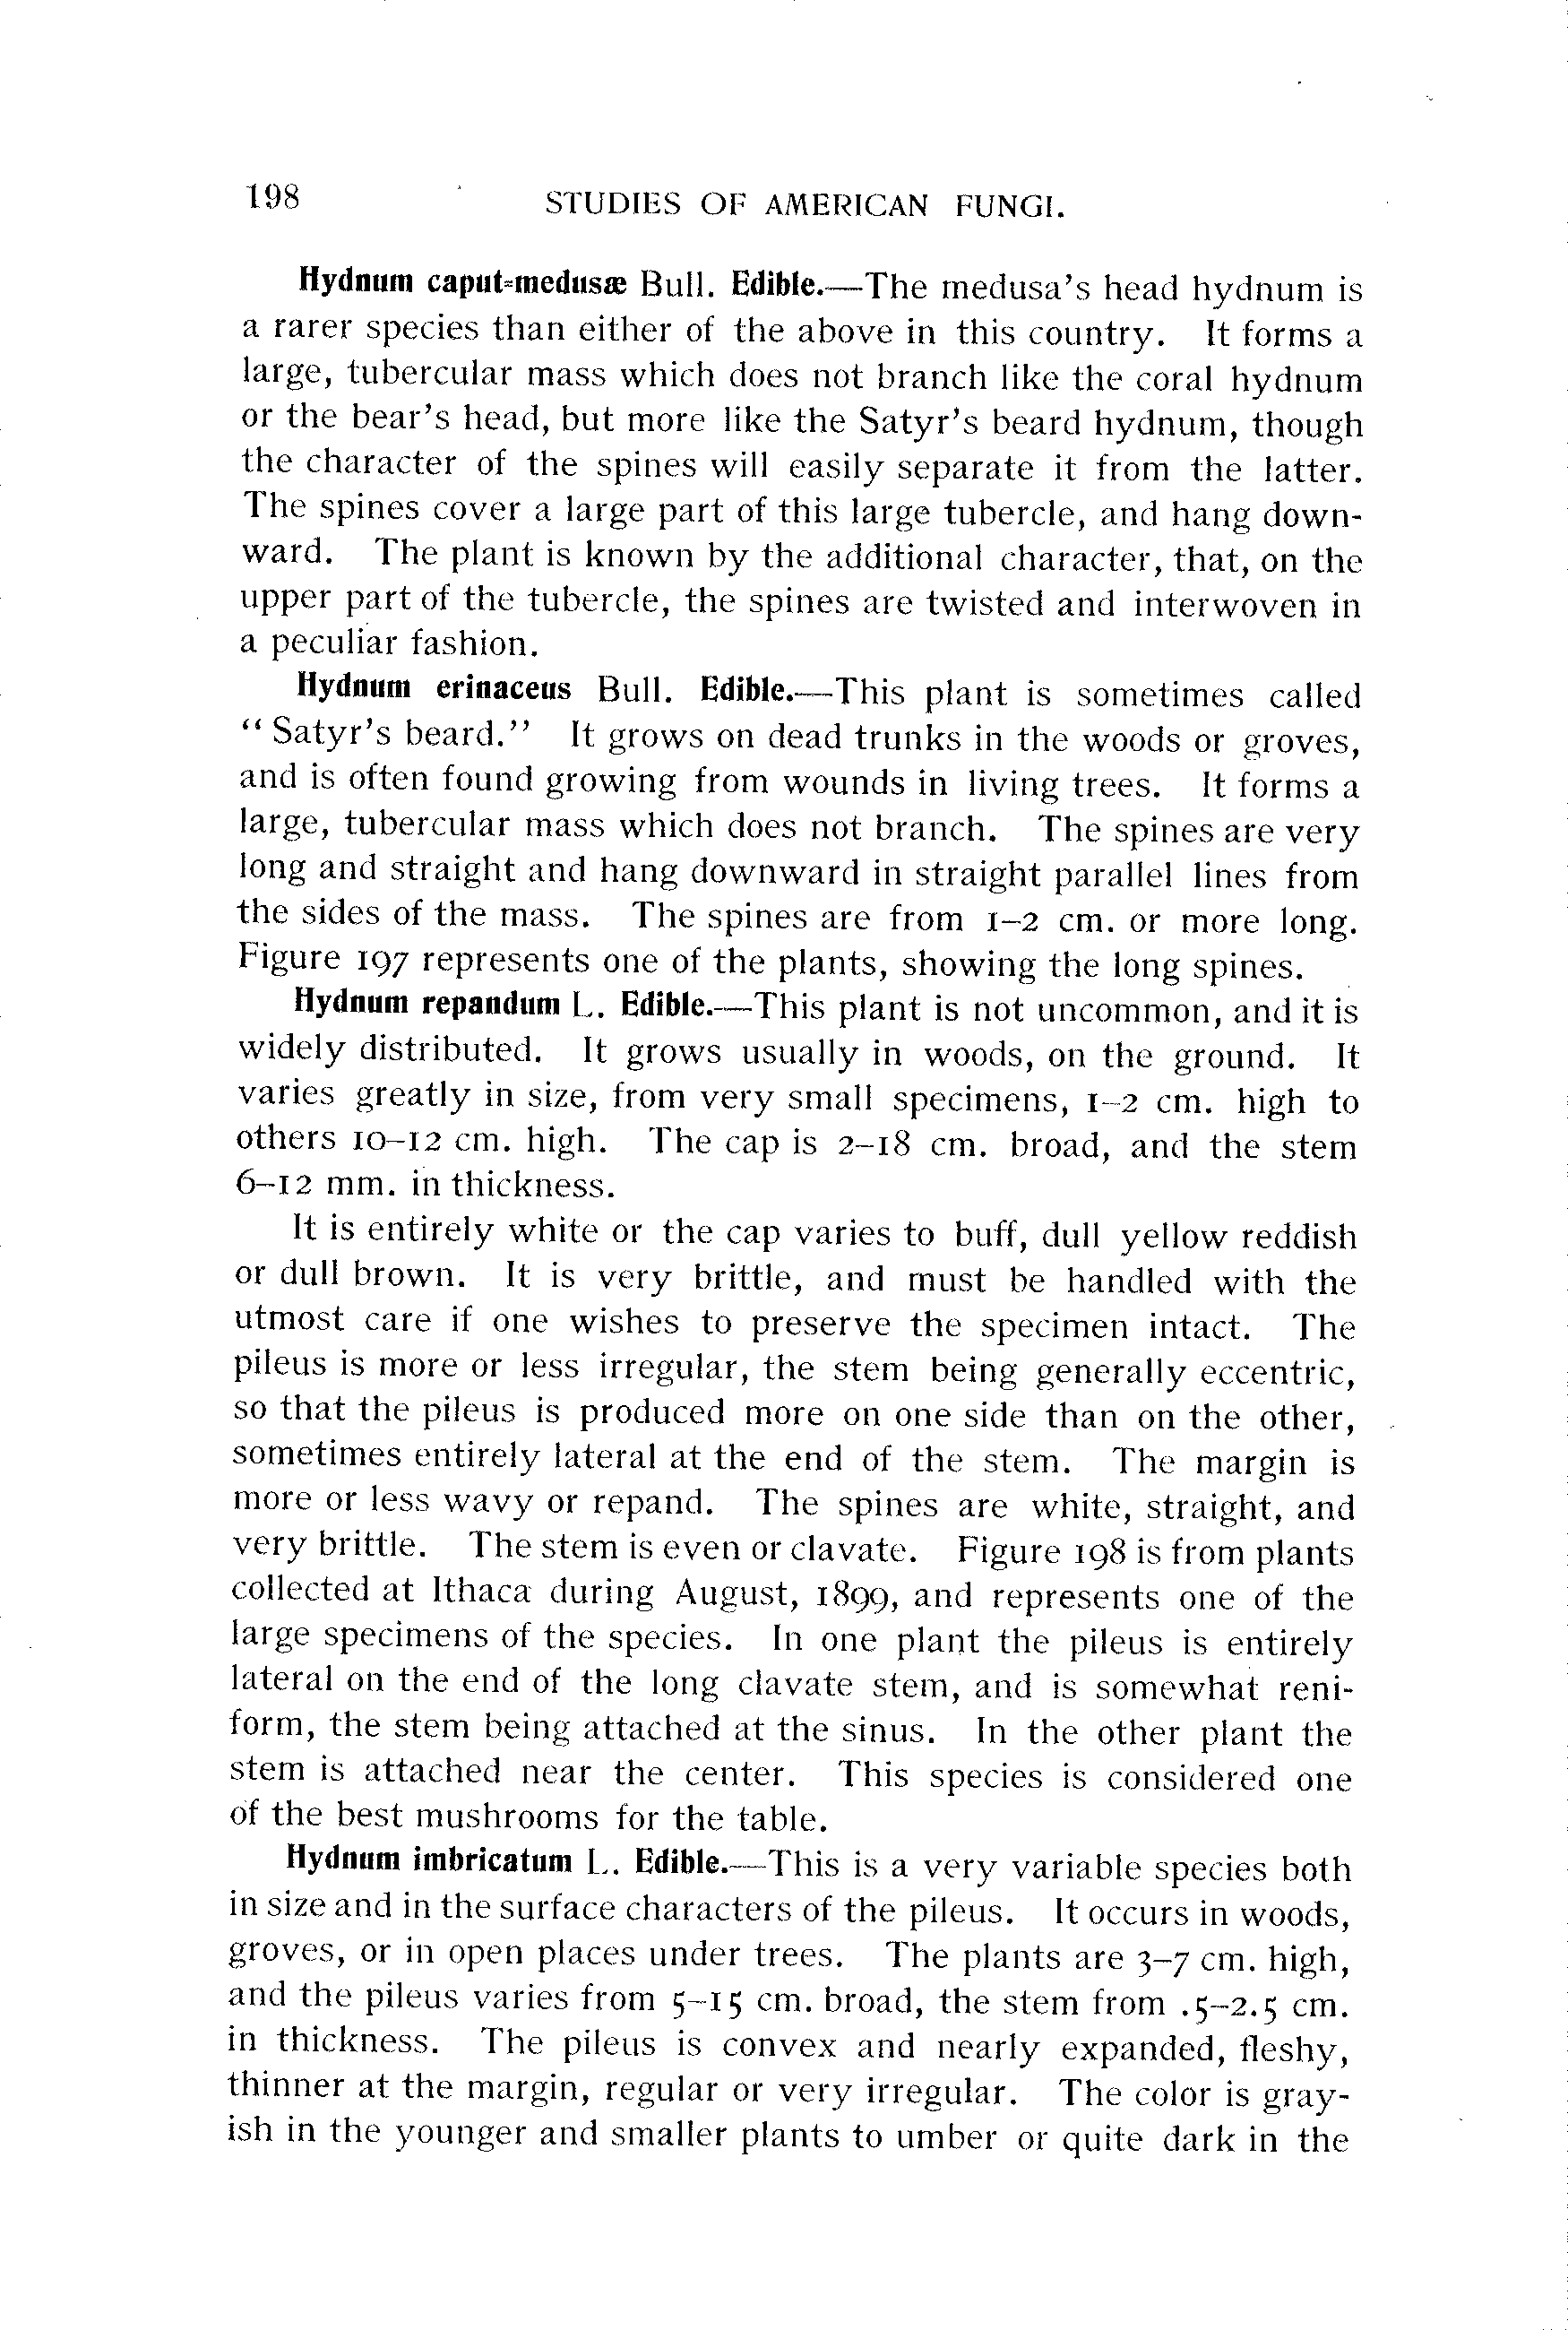 198 STUDIES OF AMERICAN FUNGI.
Hydnum caput-medusæ Bull. Edible.—The medusa's head hydnum is
a rarer species than either of the above in this country. It forms a
large, tubercular mass which does not branch like the coral hydnum
or the bear's head, but more like the Satyr's beard hydnum, though
the character of the spines will easily separate it from the latter.
The spines cover a large part of this large tubercle, and hang down-
ward. The plant is known by the additional character, that, on the
upper part of the tubercle, the spines are twisted and interwoven in
a peculiar fashion.
Hydnum erinaceus Bull. Edible.—This plant is sometimes called
“Satyr's beard.” It grows on dead trunks in the woods or groves,
and is often found growing from wounds in living trees. It forms a
large, tubercular mass which does not branch. The spines are very
long and straight and hang downward in straight parallel lines from
the sides of the mass. The spines are from 1–2 cm. or more long.
Figure 197 represents one of the plants, showing the long spines.
Hydnum repandum L. Edible.—This plant is not uncommon, and it is
widely distributed. It grows usually in woods, on the ground. It
varies greatly in size, from very small specimens, 1–2 cm. high to
others 10–12 cm. high. The cap is 2–18 cm. broad, and the stem
6–12 mm. in thickness.
It is entirely white or the cap varies to buff, dull yellow reddish
or dull brown. It is very brittle, and must be handled with the
utmost care if one wishes to preserve the specimen intact. The
pileus is more or less irregular, the stem being generally eccentric,
so that the pileus is produced more on one side than on the other,
sometimes entirely lateral at the end of the stem. The margin is
more or less wavy or repand. The spines are white, straight, and
very brittle. The stem is even or clavate. Figure 198 is from plants
collected at Ithaca during August, 1899, and represents one of the
large specimens of the species. In one plant the pileus is entirely
lateral on the end of the long clavate stem, and is somewhat reni-
form, the stem being attached at the sinus. In the other plant the
stem is attached near the center. This species is considered one
of the best mushrooms for the table.
Hydnum imbricatum L. Edible.—This is a very variable species both
in size and in the surface characters of the pileus. It occurs in woods,
groves, or in open places under trees. The plants are 3–7 cm. high,
and the pileus varies from 5–15 cm. broad, the stem from .5–2.5 cm.
in thickness. The pileus is convex and nearly expanded, fleshy,
thinner at the margin, regular or very irregular. The color is gray-
ish in the younger and smaller plants to umber or quite dark in the